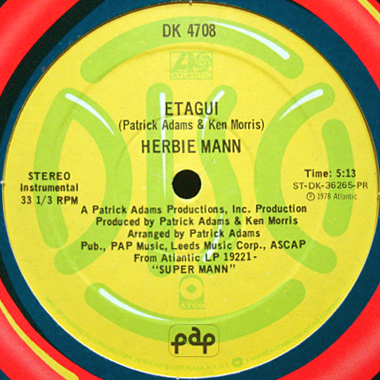 DK 4708
ATLANTIC
ETAGUI
(Patrick Adams & Ken Morris)
HERBIE MANN
STEREO
Instrumental
33 1/3 RPM
Time: 5:13
ST-DK-36265-PR
Ⓟ 1978 Atlantic
A Patrick Adams Productions, Inc. Production
Produced by Patrick Adams & Ken Morris
Arranged by Patrick Adams
Pub., PAP Music, Leeds Music Corp., ASCAP
From Atlantic LP 19221-
"SUPER MANN"
pap